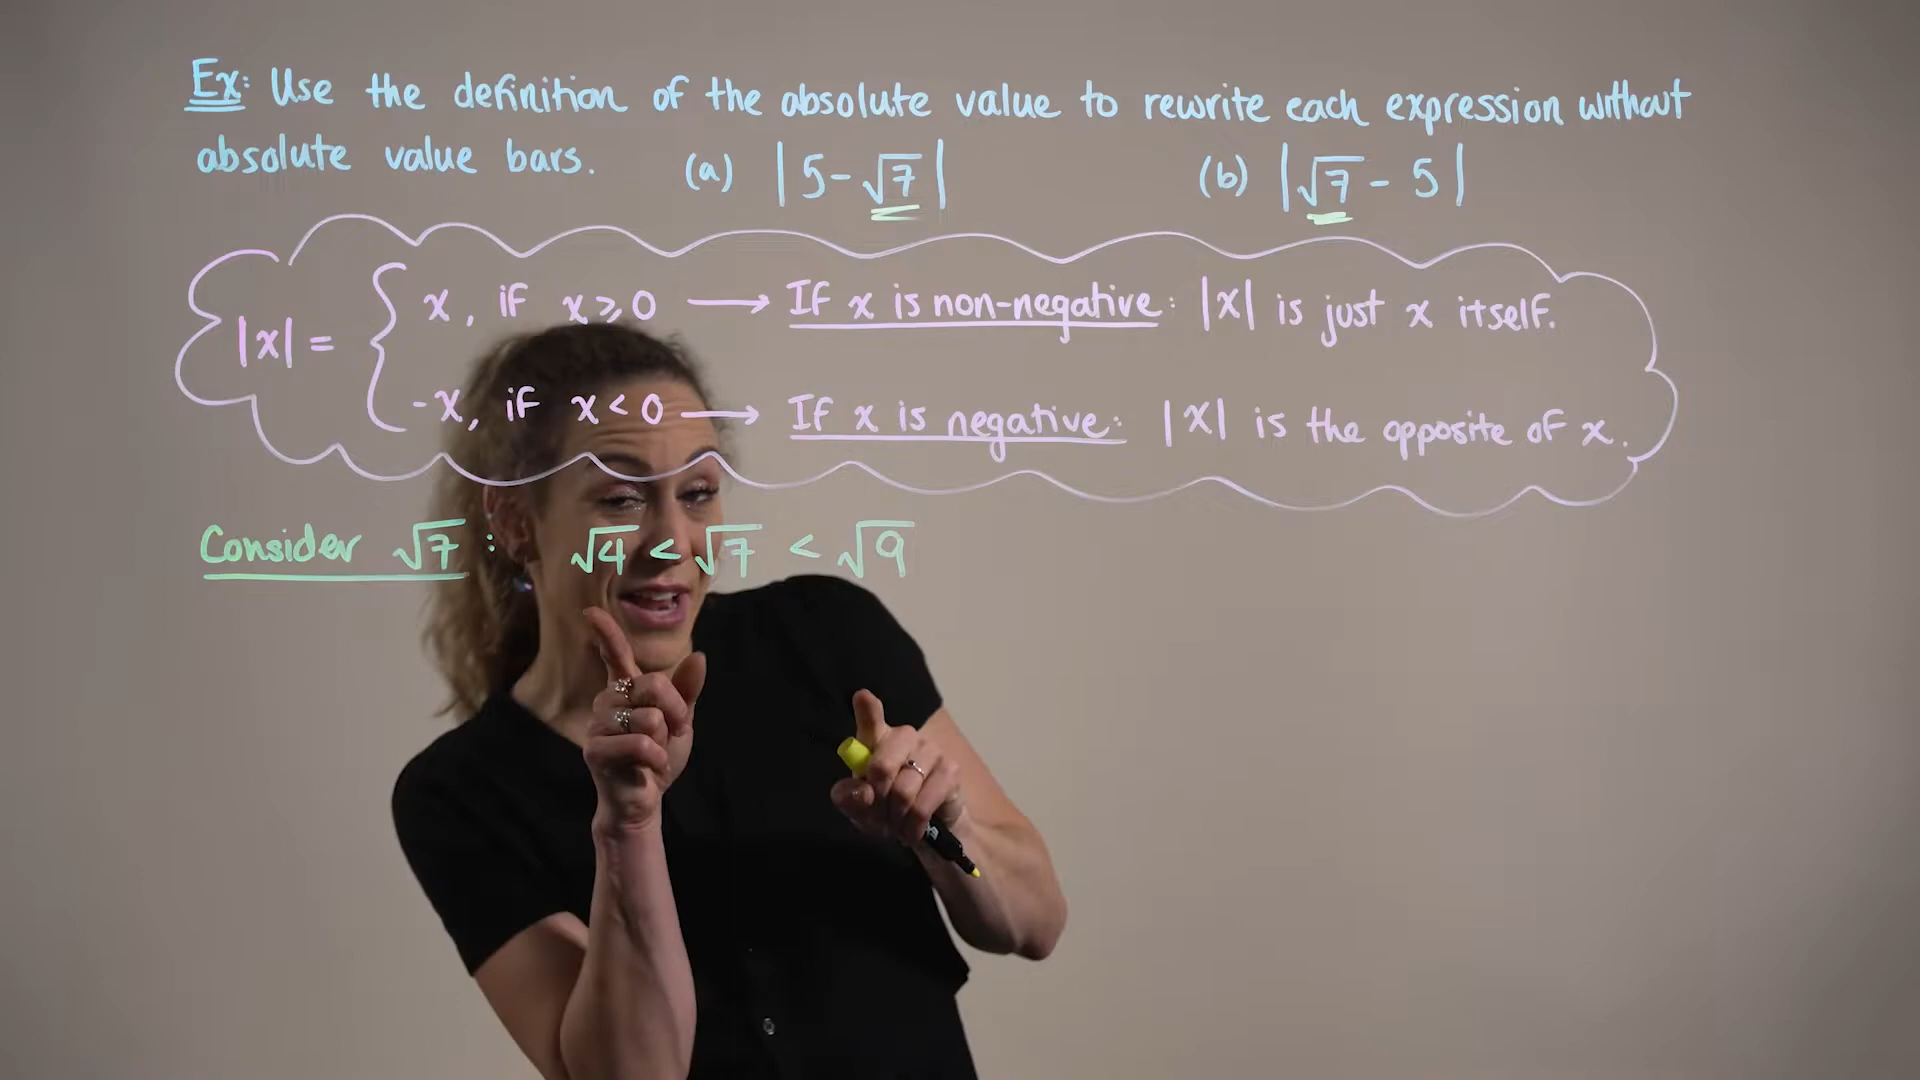 Ex: Use the definition of the absolute value to rewrite each expression without
absolute value bars. (a) |5-√7| (b) |√7 - 5|
|x| = { x, if x ⩾ 0 → If x is non-negative: |x| is just x itself.
-x, if x < 0 → If x is negative: |x| is the opposite of x.
Consider √7 : √4 < √7 < √9